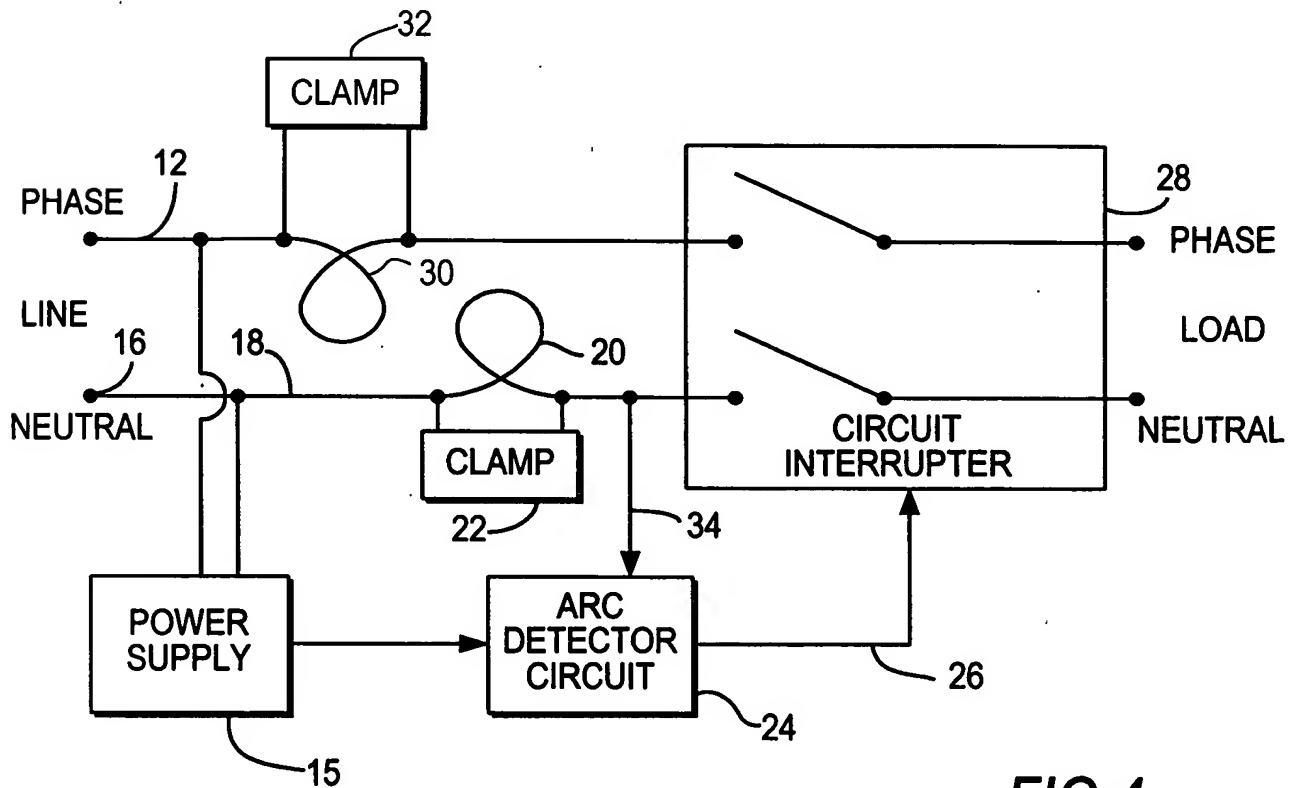 32
CLAMP
12
28
PHASE
PHASE
30
LINE
LOAD
16
18
20
NEUTRAL
NEUTRAL
CIRCUIT
INTERRUPTER
CLAMP
22
34
POWER
SUPPLY
ARC
DETECTOR
CIRCUIT
26
24
15